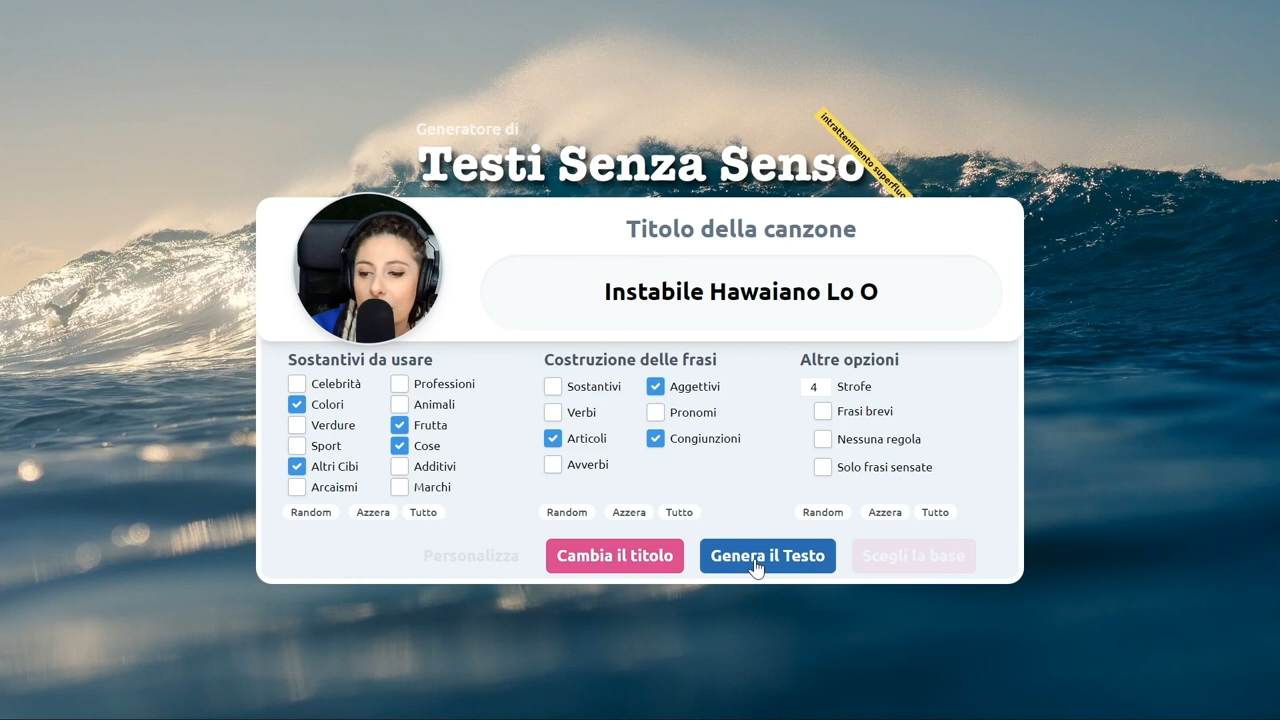 Generatore di
Testi Senza Senso
intrattenimento superfluo
Titolo della canzone
Instabile Hawaiano Lo O
Sostantivi da usare
Celebrità
Professioni
Colori
Animali
Verdure
Frutta
Sport
Cose
Altri Cibi
Additivi
Arcaismi
Marchi
Random
Azzera
Tutto
Costruzione delle frasi
Sostantivi
Aggettivi
Verbi
Pronomi
Articoli
Congiunzioni
Avverbi
Random
Azzera
Tutto
Altre opzioni
4 Strofe
Frasi brevi
Nessuna regola
Solo frasi sensate
Random
Azzera
Tutto
Personalizza
Cambia il titolo
Genera il Testo
Scegli la base